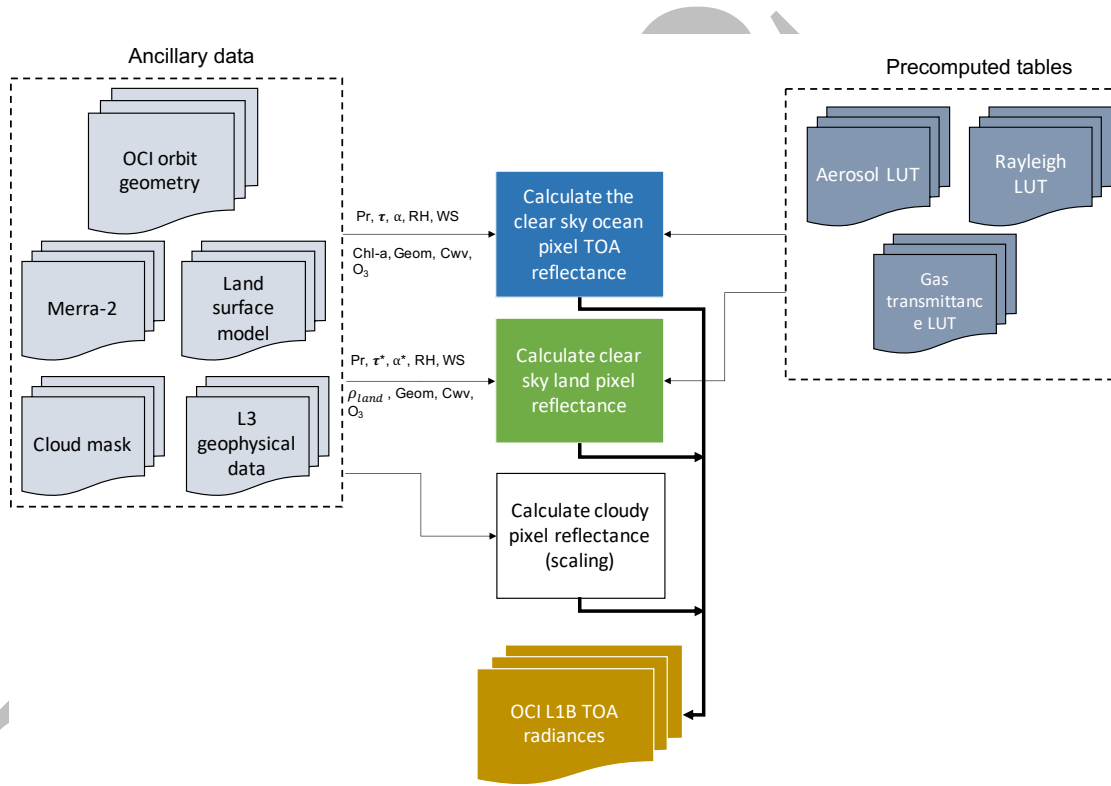 Ancillary data
Precomputed tables
OCI orbit
geometry
Merra-2
Land
surface
model
Cloud mask
L3
geophysical
data
Pr, 𝝉, α, RH, WS
Chl-a, Geom, Cwv,
O₃
Pr, 𝝉*, α*, RH, WS
ρ_land , Geom, Cwv,
O₃
Calculate the
clear sky ocean
pixel TOA
reflectance
Calculate clear
sky land pixel
reflectance
Calculate cloudy
pixel reflectance
(scaling)
OCI L1B TOA
radiances
Aerosol LUT
Rayleigh
LUT
Gas
transmittanc
e LUT